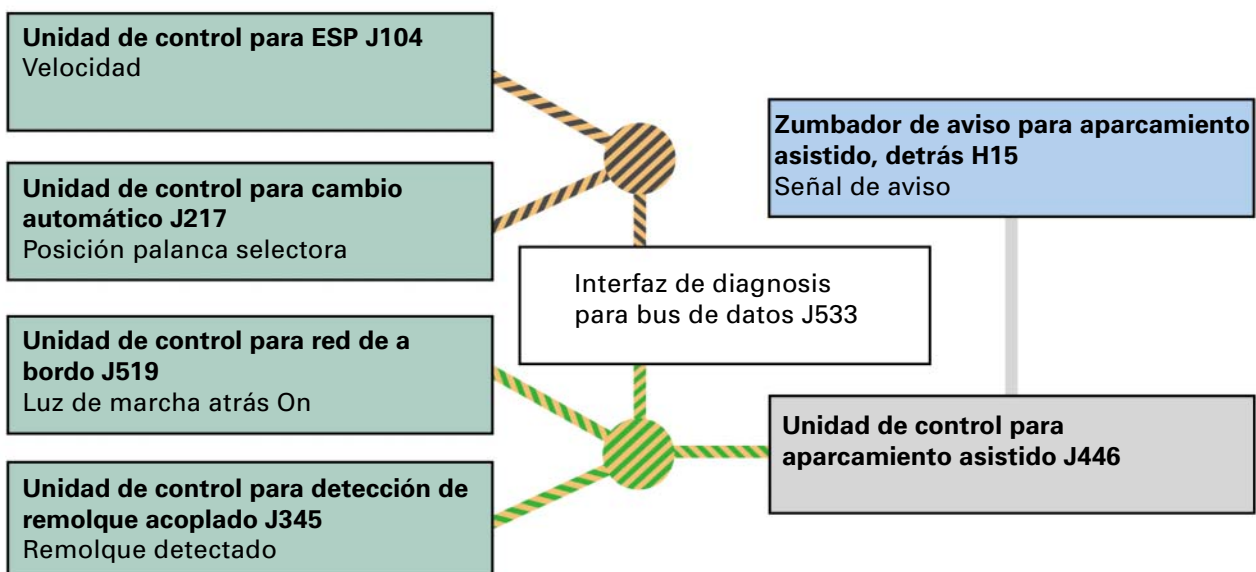 Unidad de control para ESP J104
Velocidad
Unidad de control para cambio
automático J217
Posición palanca selectora
Unidad de control para red de a
bordo J519
Luz de marcha atrás On
Unidad de control para detección de
remolque acoplado J345
Remolque detectado
Interfaz de diagnosis
para bus de datos J533
Zumbador de aviso para aparcamiento
asistido, detrás H15
Señal de aviso
Unidad de control para
aparcamiento asistido J446